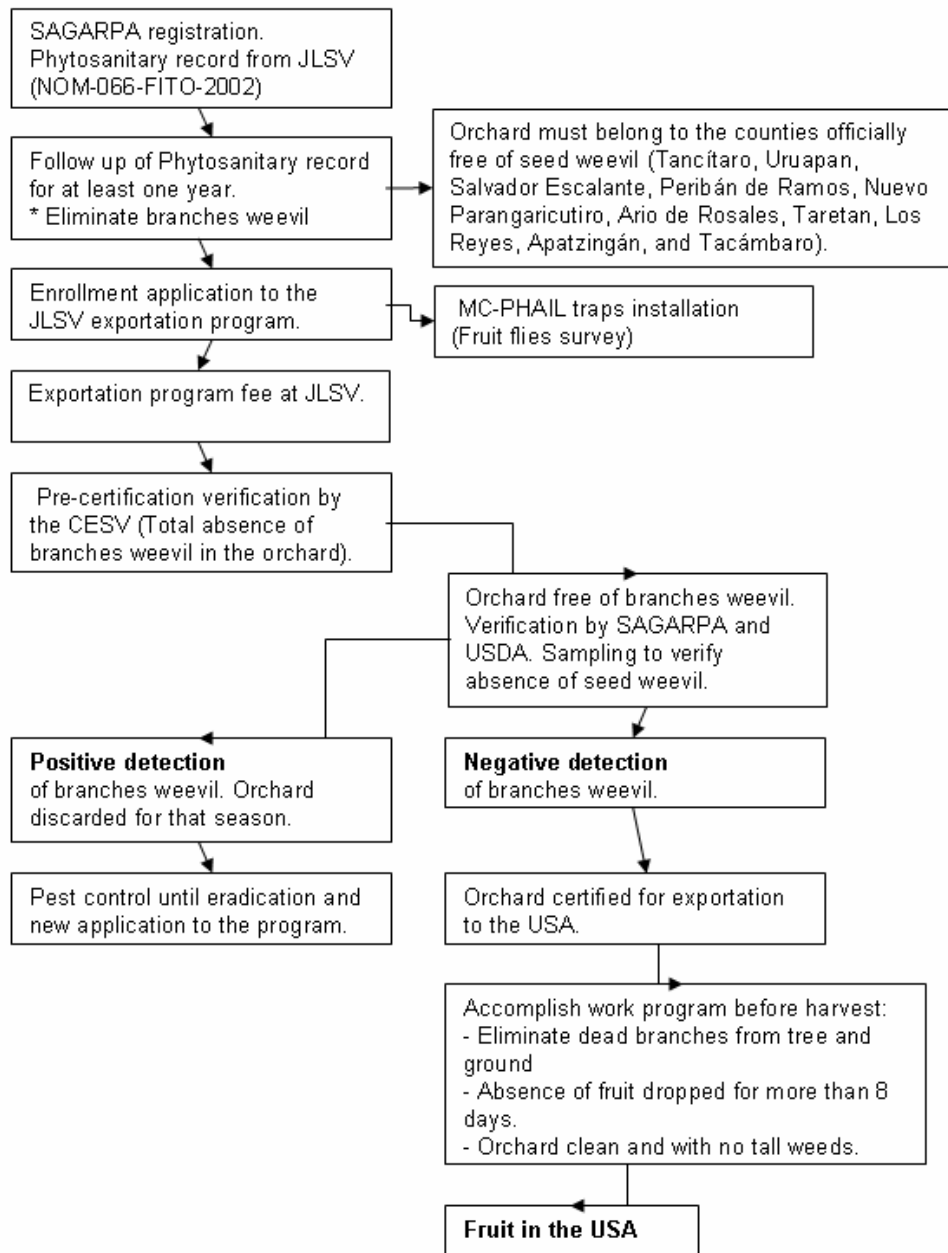 SAGARPA registration.
Phytosanitary record from JLSV
(NOM-066-FITO-2002)
Follow up of Phytosanitary record
for at least one year.
* Eliminate branches weevil
Orchard must belong to the counties officially
free of seed weevil (Tancítaro, Uruapan,
Salvador Escalante, Peribán de Ramos, Nuevo
Parangaricutiro, Ario de Rosales, Taretan, Los
Reyes, Apatzingán, and Tacámbaro).
Enrollment application to the
JLSV exportation program.
MC-PHAIL traps installation
(Fruit flies survey)
Exportation program fee at JLSV.
Pre-certification verification by
the CESV (Total absence of
branches weevil in the orchard).
Orchard free of branches weevil.
Verification by SAGARPA and
USDA. Sampling to verify
absence of seed weevil.
Positive detection
of branches weevil. Orchard
discarded for that season.
Negative detection
of branches weevil.
Pest control until eradication and
new application to the program.
Orchard certified for exportation
to the USA.
Accomplish work program before harvest:
- Eliminate dead branches from tree and
ground
- Absence of fruit dropped for more than 8
days.
- Orchard clean and with no tall weeds.
Fruit in the USA